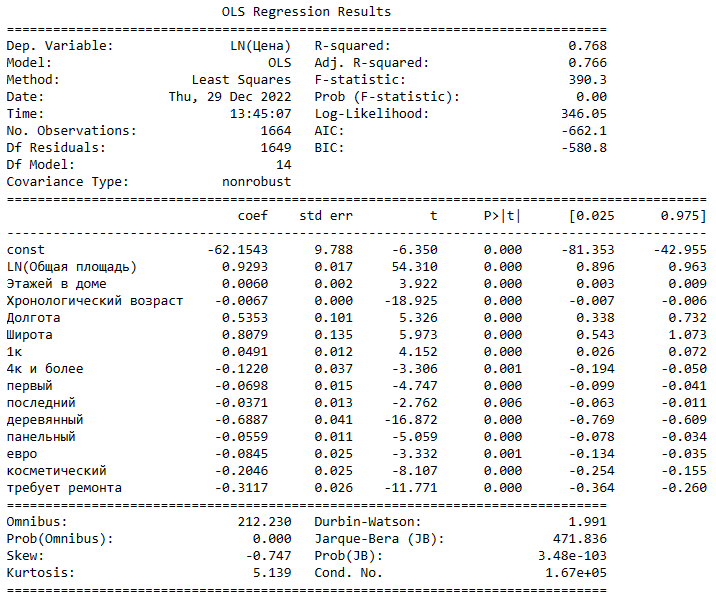 OLS Regression Results
==============================================================================
Dep. Variable: LN(Цена) R-squared: 0.768
Model: OLS Adj. R-squared: 0.766
Method: Least Squares F-statistic: 390.3
Date: Thu, 29 Dec 2022 Prob (F-statistic): 0.00
Time: 13:45:07 Log-Likelihood: 346.05
No. Observations: 1664 AIC: -662.1
Df Residuals: 1649 BIC: -580.8
Df Model: 14
Covariance Type: nonrobust
===========================================================================================
coef std err t P>|t| [0.025 0.975]
-------------------------------------------------------------------------------------------
const -62.1543 9.788 -6.350 0.000 -81.353 -42.955
LN(Общая площадь) 0.9293 0.017 54.310 0.000 0.896 0.963
Этажей в доме 0.0060 0.002 3.922 0.000 0.003 0.009
Хронологический возраст -0.0067 0.000 -18.925 0.000 -0.007 -0.006
Долгота 0.5353 0.101 5.326 0.000 0.338 0.732
Широта 0.8079 0.135 5.973 0.000 0.543 1.073
1к 0.0491 0.012 4.152 0.000 0.026 0.072
4к и более -0.1220 0.037 -3.306 0.001 -0.194 -0.050
первый -0.0698 0.015 -4.747 0.000 -0.099 -0.041
последний -0.0371 0.013 -2.762 0.006 -0.063 -0.011
деревянный -0.6887 0.041 -16.872 0.000 -0.769 -0.609
панельный -0.0559 0.011 -5.059 0.000 -0.078 -0.034
евро -0.0845 0.025 -3.332 0.001 -0.134 -0.035
косметический -0.2046 0.025 -8.107 0.000 -0.254 -0.155
требует ремонта -0.3117 0.026 -11.771 0.000 -0.364 -0.260
==============================================================================
Omnibus: 212.230 Durbin-Watson: 1.991
Prob(Omnibus): 0.000 Jarque-Bera (JB): 471.836
Skew: -0.747 Prob(JB): 3.48e-103
Kurtosis: 5.139 Cond. No. 1.67e+05
==============================================================================